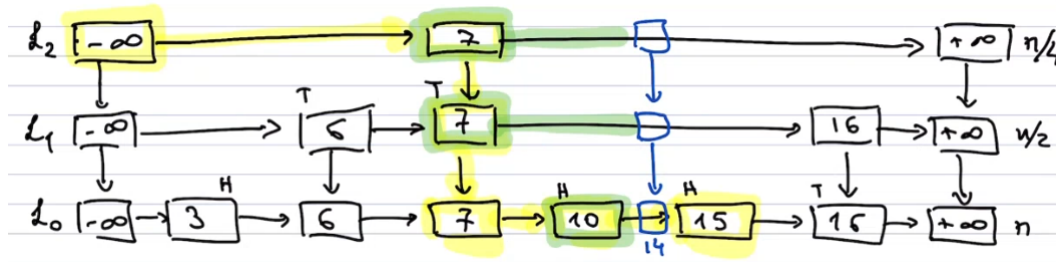 L₂ -∞ 7 +∞ n/4
T T
L₁ -∞ 6 7 16 +∞ n/2
H H H T
L₀ -∞ 3 6 7 10 15 16 +∞ n
14